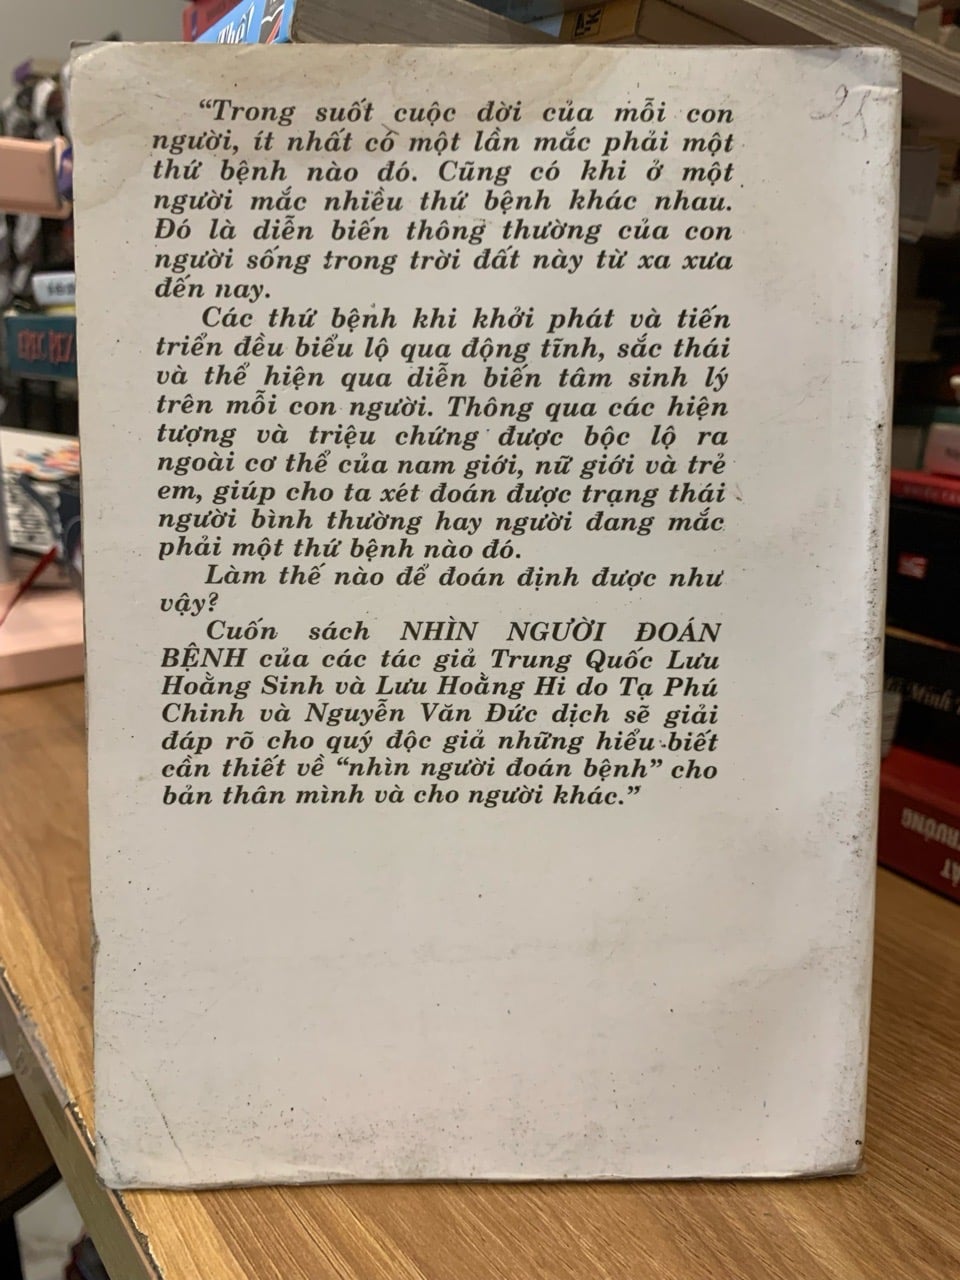 Thế!
"Trong suốt cuộc đời của mỗi con
người, ít nhất có một lần mắc phải một
thứ bệnh nào đó. Cũng có khi ở một
người mắc nhiều thứ bệnh khác nhau.
Đó là diễn biến thông thường của con
người sống trong trời đất này từ xa xưa
đến nay.
Các thứ bệnh khi khởi phát và tiến
triển đều biểu lộ qua động tĩnh, sắc thái
và thể hiện qua diễn biến tâm sinh lý
trên mỗi con người. Thông qua các hiện
tượng và triệu chứng được bộc lộ ra
ngoài cơ thể của nam giới, nữ giới và trẻ
em, giúp cho ta xét đoán được trạng thái
người bình thường hay người đang mắc
phải một thứ bệnh nào đó.
Làm thế nào để đoán định được như
vậy?
Cuốn sách NHÌN NGƯỜI ĐOÁN
BỆNH của các tác giả Trung Quốc Lưu
Hoằng Sinh và Lưu Hoằng Hi do Tạ Phú
Chinh và Nguyễn Văn Đức dịch sẽ giải
đáp rõ cho quý độc giả những hiểu biết
cần thiết về "nhìn người đoán bệnh" cho
bản thân mình và cho người khác."